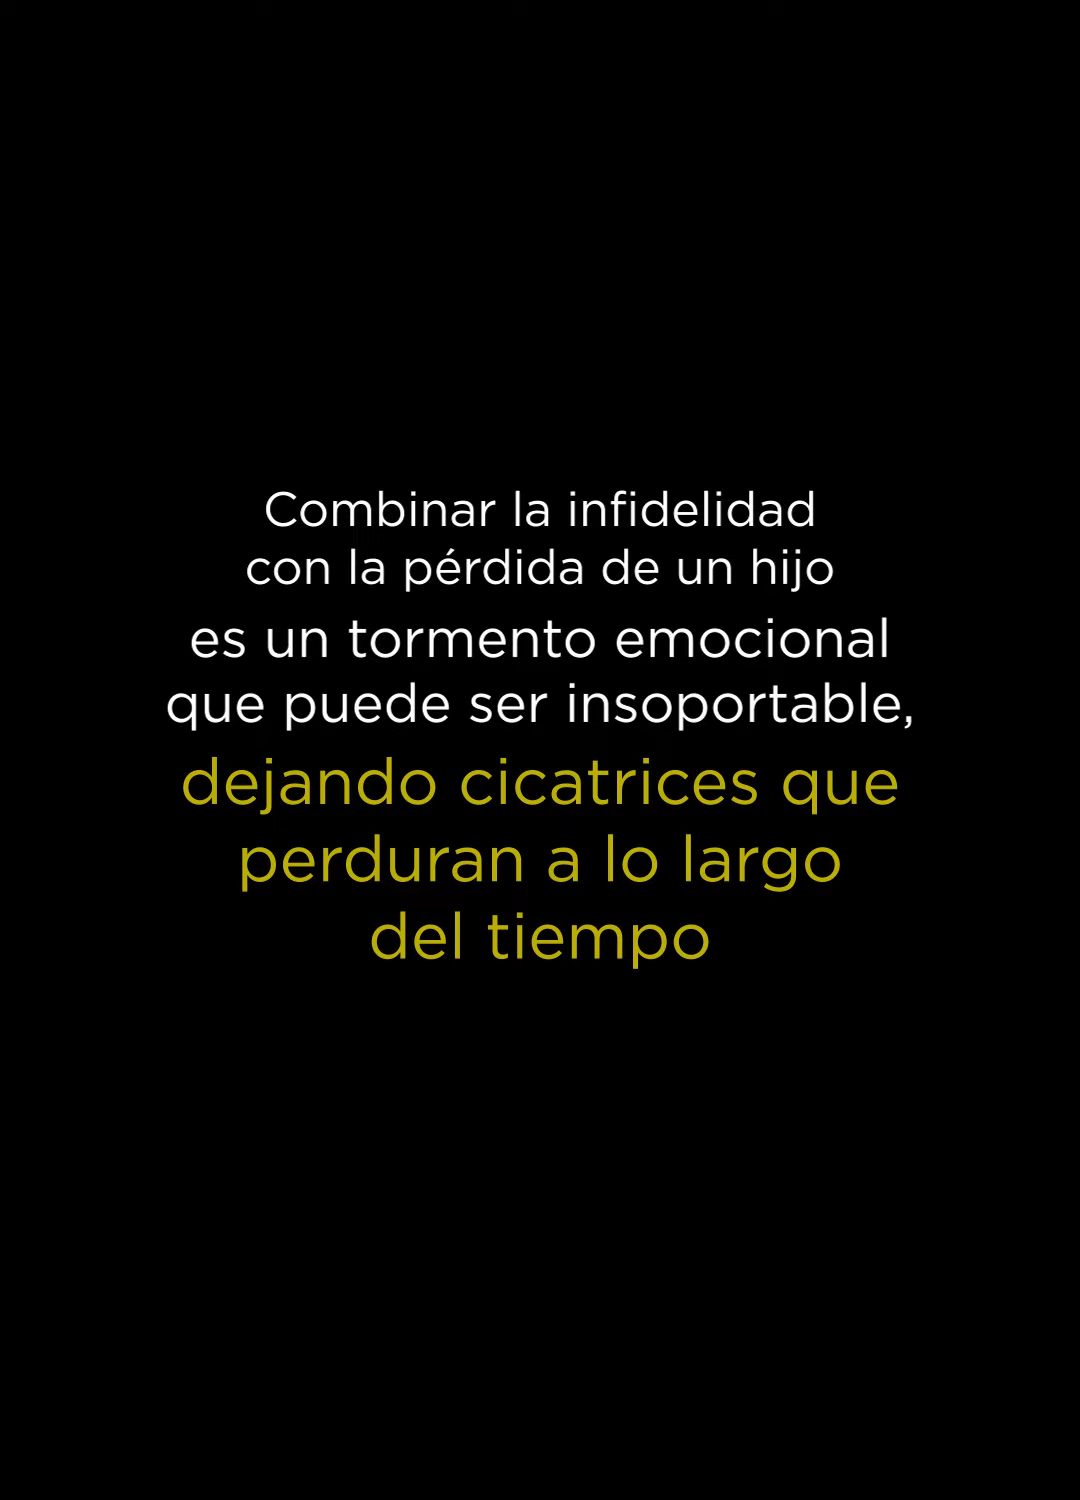 Combinar la infidelidad
con la pérdida de un hijo
es un tormento emocional
que puede ser insoportable,
dejando cicatrices que
perduran a lo largo
del tiempo